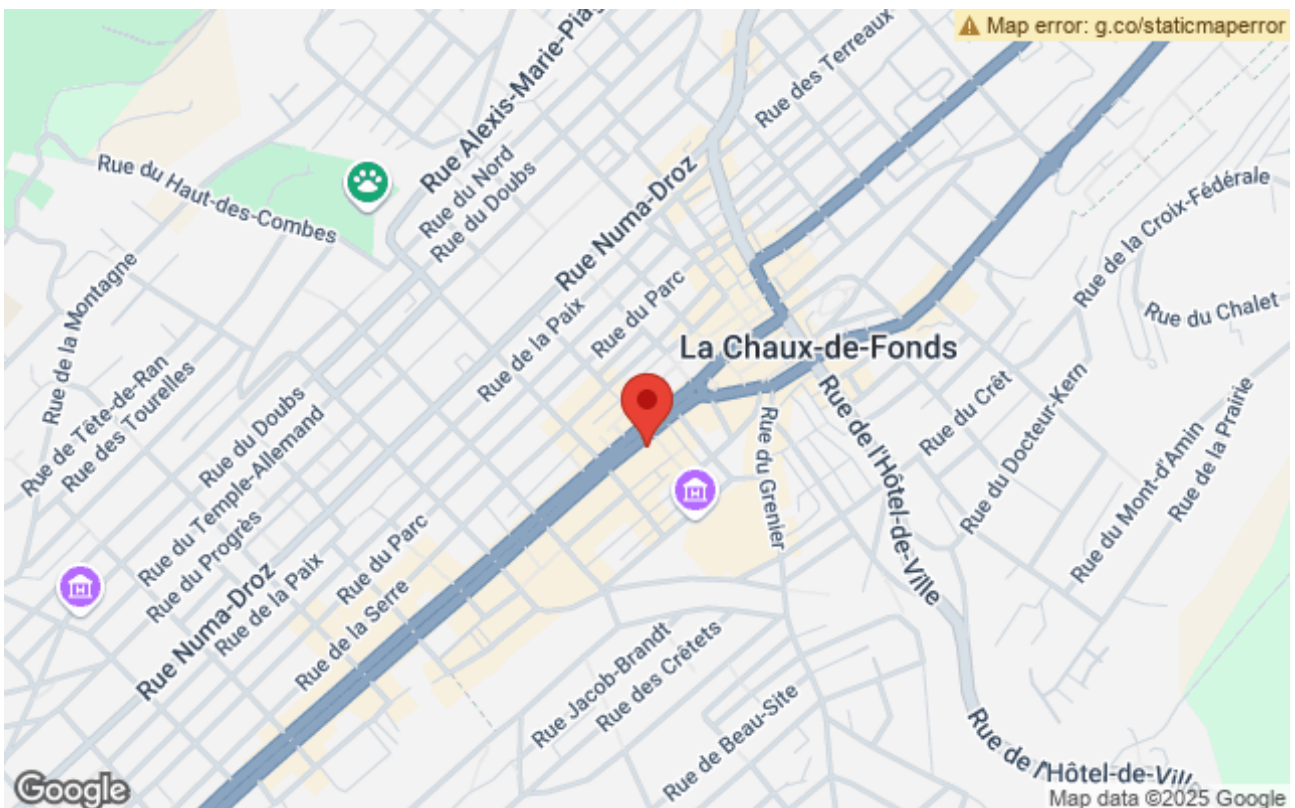 Map error: g.co/staticmaperror
Rue des Terreaux
Rue Alexis-Marie-Piag
Rue du Nord
Rue du Doubs
Rue du Haut-des-Combes
Rue Numa-Droz
Rue de la Croix-Fédérale
Rue de la Montagne
Rue du Parc
Rue de la Paix
Rue du Chalet
La Chaux-de-Fonds
Rue de Tête-de-Ran
Rue des Tourelles
Rue du Doubs
Rue du Temple-Allemand
Rue du Progrès
Rue Numa-Droz
Rue de la Paix
Rue du Parc
Rue de la Serre
Rue du Grenier
Rue de l'Hôtel-de-Ville
Rue du Crêt
Rue du Docteur-Kern
Rue du Mont-d'Amin
Rue de la Prairie
Rue Jacob-Brandt
Rue des Crêtets
Rue de Beau-Site
Rue de l'Hôtel-de-Ville
Google
Map data ©2025 Google